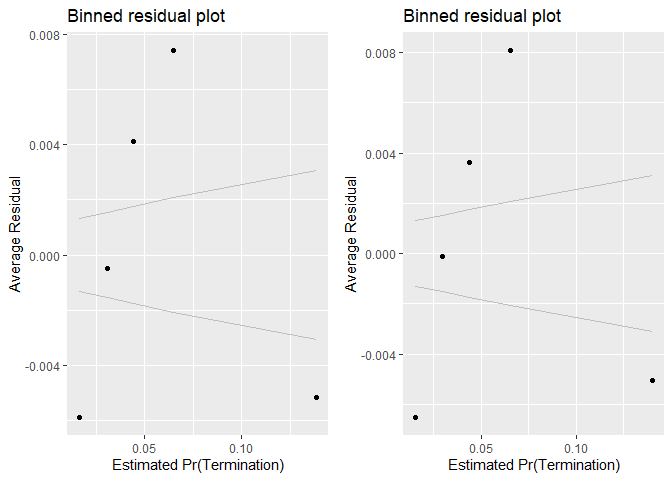 Binned residual plot
0.008
0.004
0.000
-0.004
Average Residual
0.05
0.10
Estimated Pr(Termination)
Binned residual plot
0.008
0.004
0.000
-0.004
Average Residual
0.05
0.10
Estimated Pr(Termination)